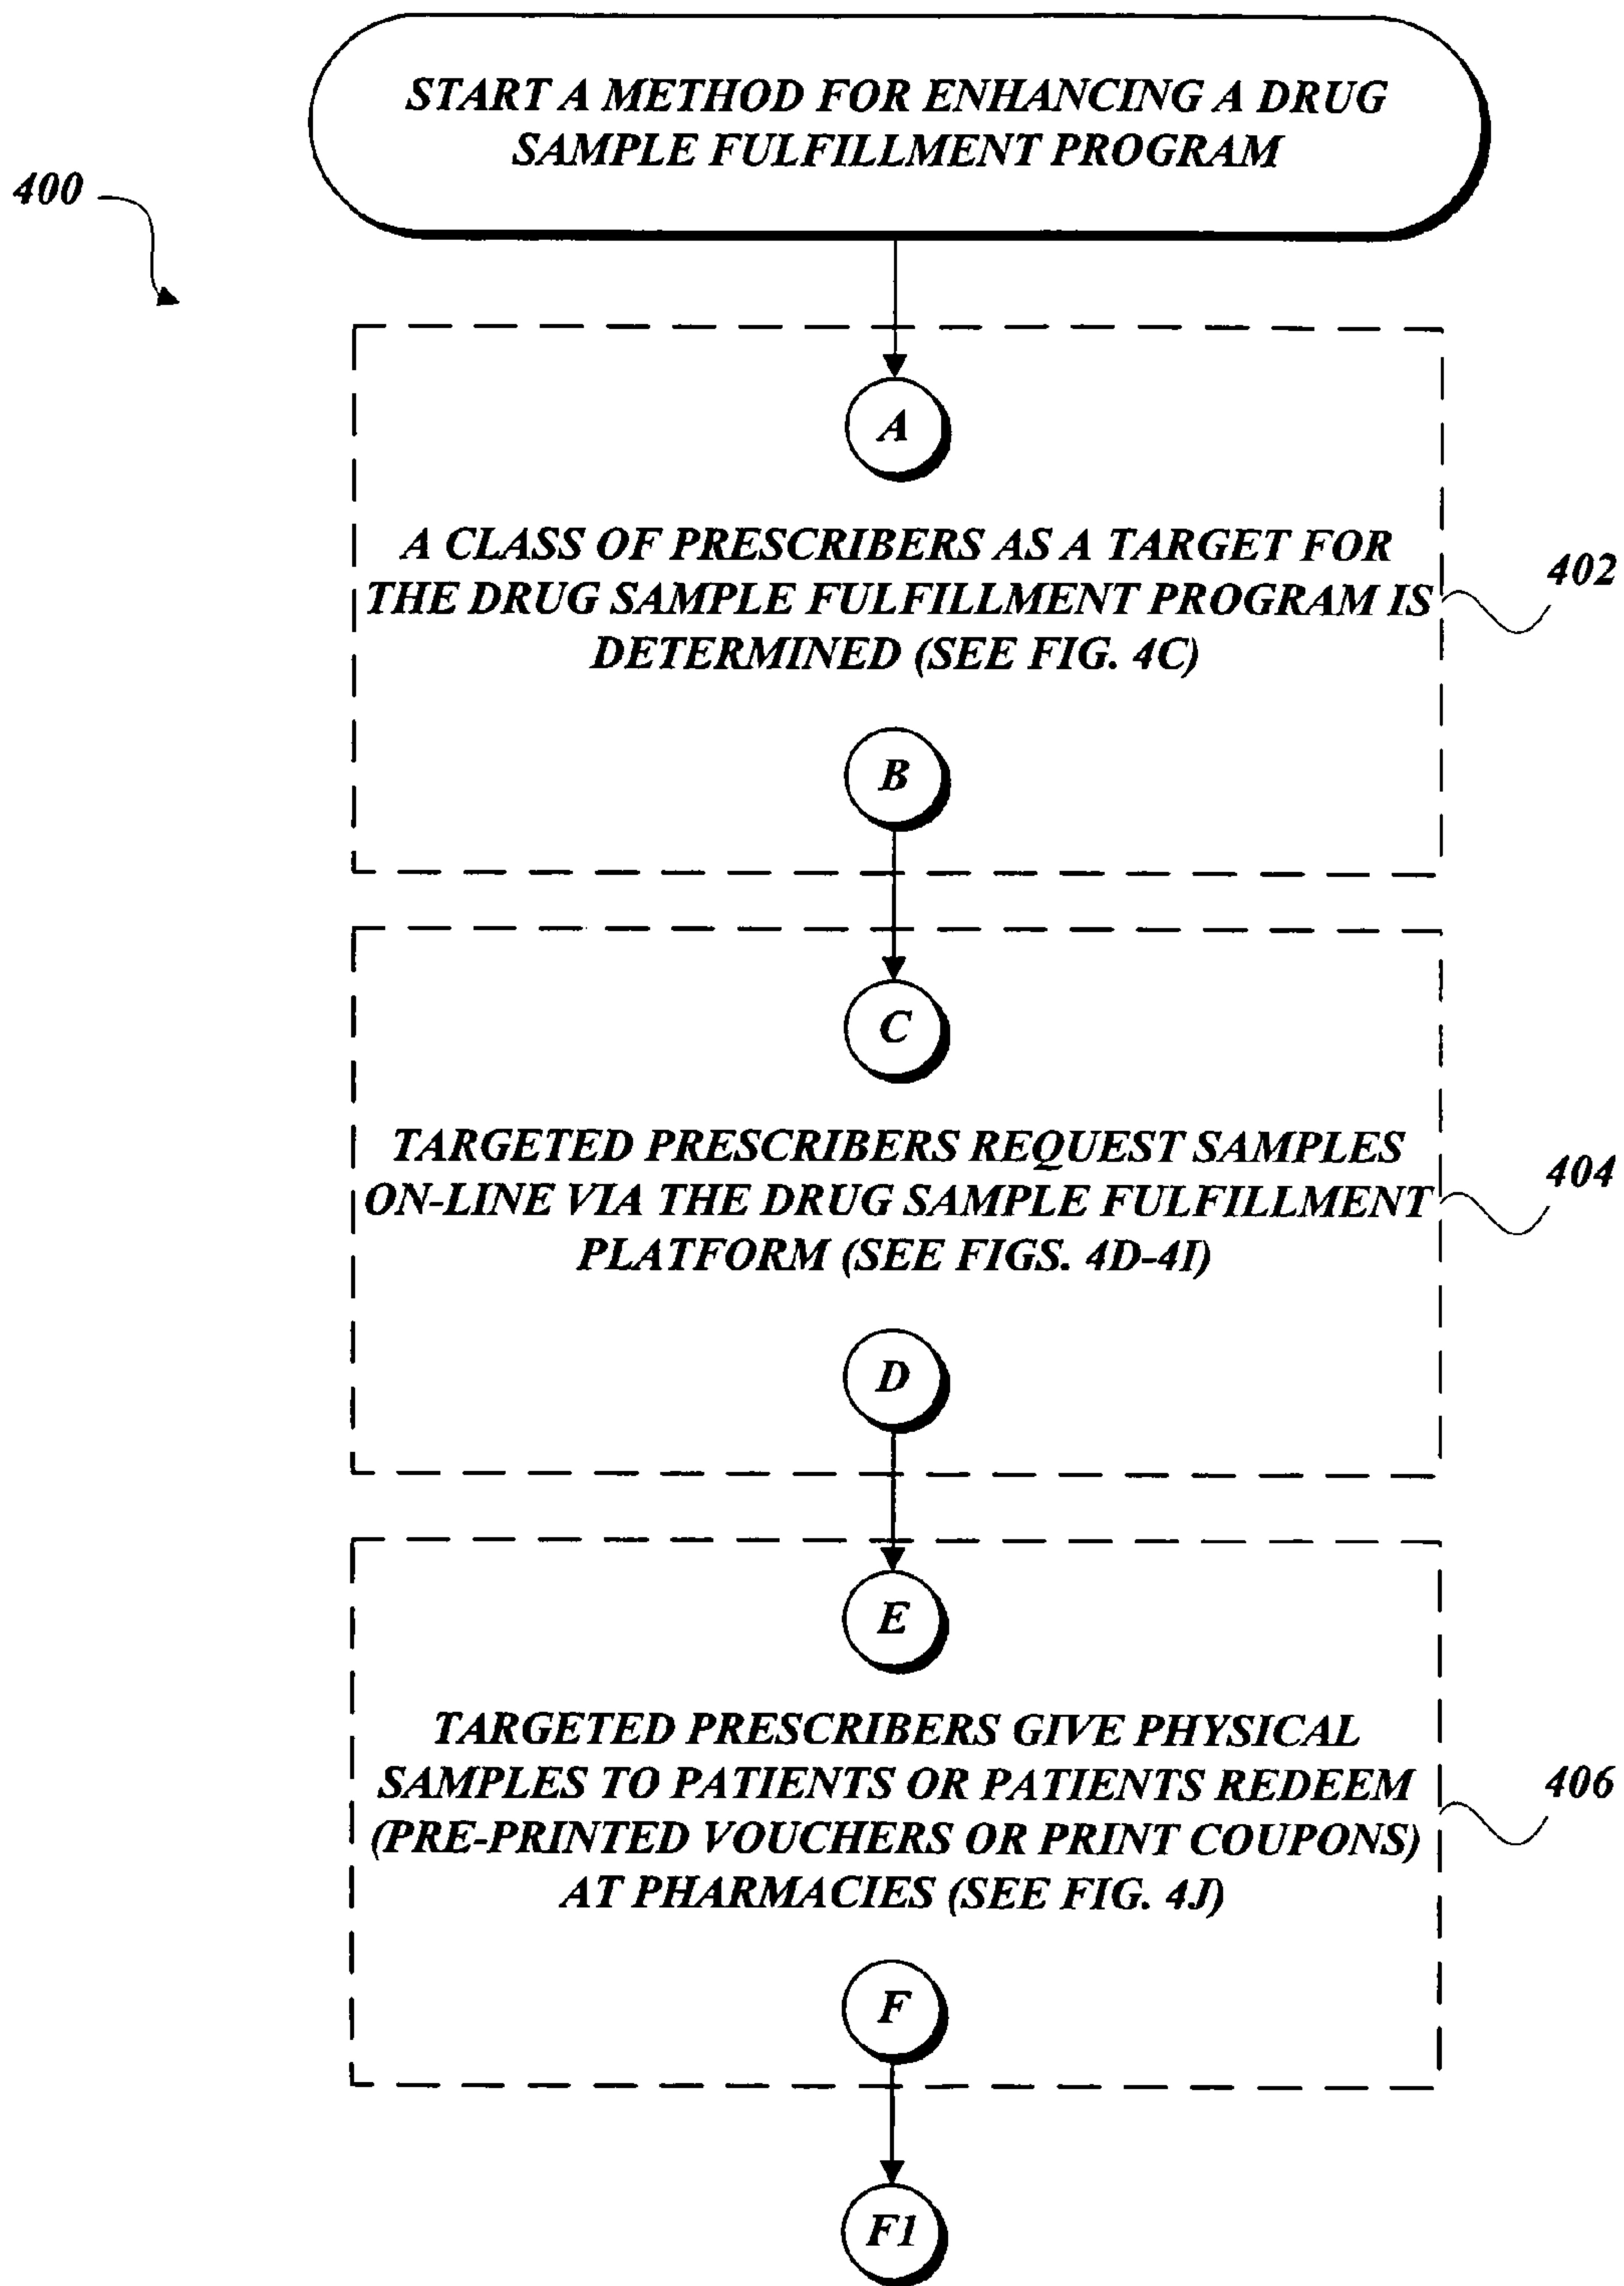 START A METHOD FOR ENHANCING A DRUG
SAMPLE FULFILLMENT PROGRAM
400
A
A CLASS OF PRESCRIBERS AS A TARGET FOR
THE DRUG SAMPLE FULFILLMENT PROGRAM IS
DETERMINED (SEE FIG. 4C)
402
B
C
TARGETED PRESCRIBERS REQUEST SAMPLES
ON-LINE VIA THE DRUG SAMPLE FULFILLMENT
PLATFORM (SEE FIGS. 4D-4I)
404
D
E
TARGETED PRESCRIBERS GIVE PHYSICAL
SAMPLES TO PATIENTS OR PATIENTS REDEEM
(PRE-PRINTED VOUCHERS OR PRINT COUPONS)
AT PHARMACIES (SEE FIG. 4J)
406
F
F1